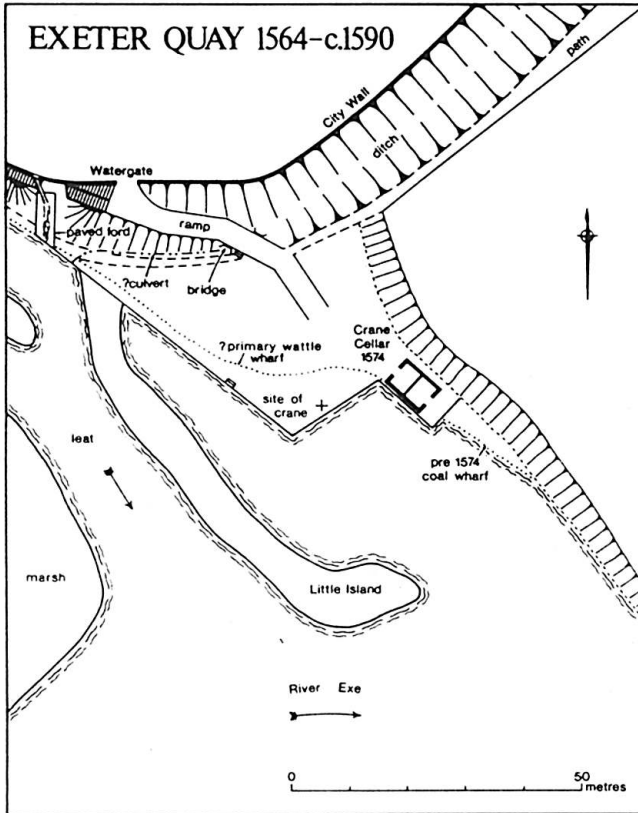 EXETER QUAY 1564-c.1590
path
City Wall
ditch
Watergate
ramp
paved ford
?culvert
bridge
?primary wattle
wharf
Crane
Cellar
1574
site of
crane
leat
pre 1574
coal wharf
marsh
Little Island
River Exe
0
50
metres